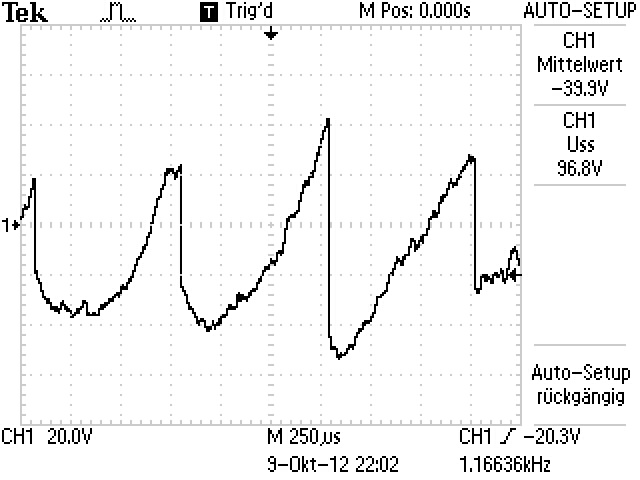 Tek T Trig'd M Pos: 0.000s AUTO-SETUP
CH1
Mittelwert
-39.9V
CH1
Uss
96.8V
1
Auto-Setup
rückgängig
CH1 20.0V M 250µs CH1 -20.3V
9-Okt-12 22:02 1.16636kHz